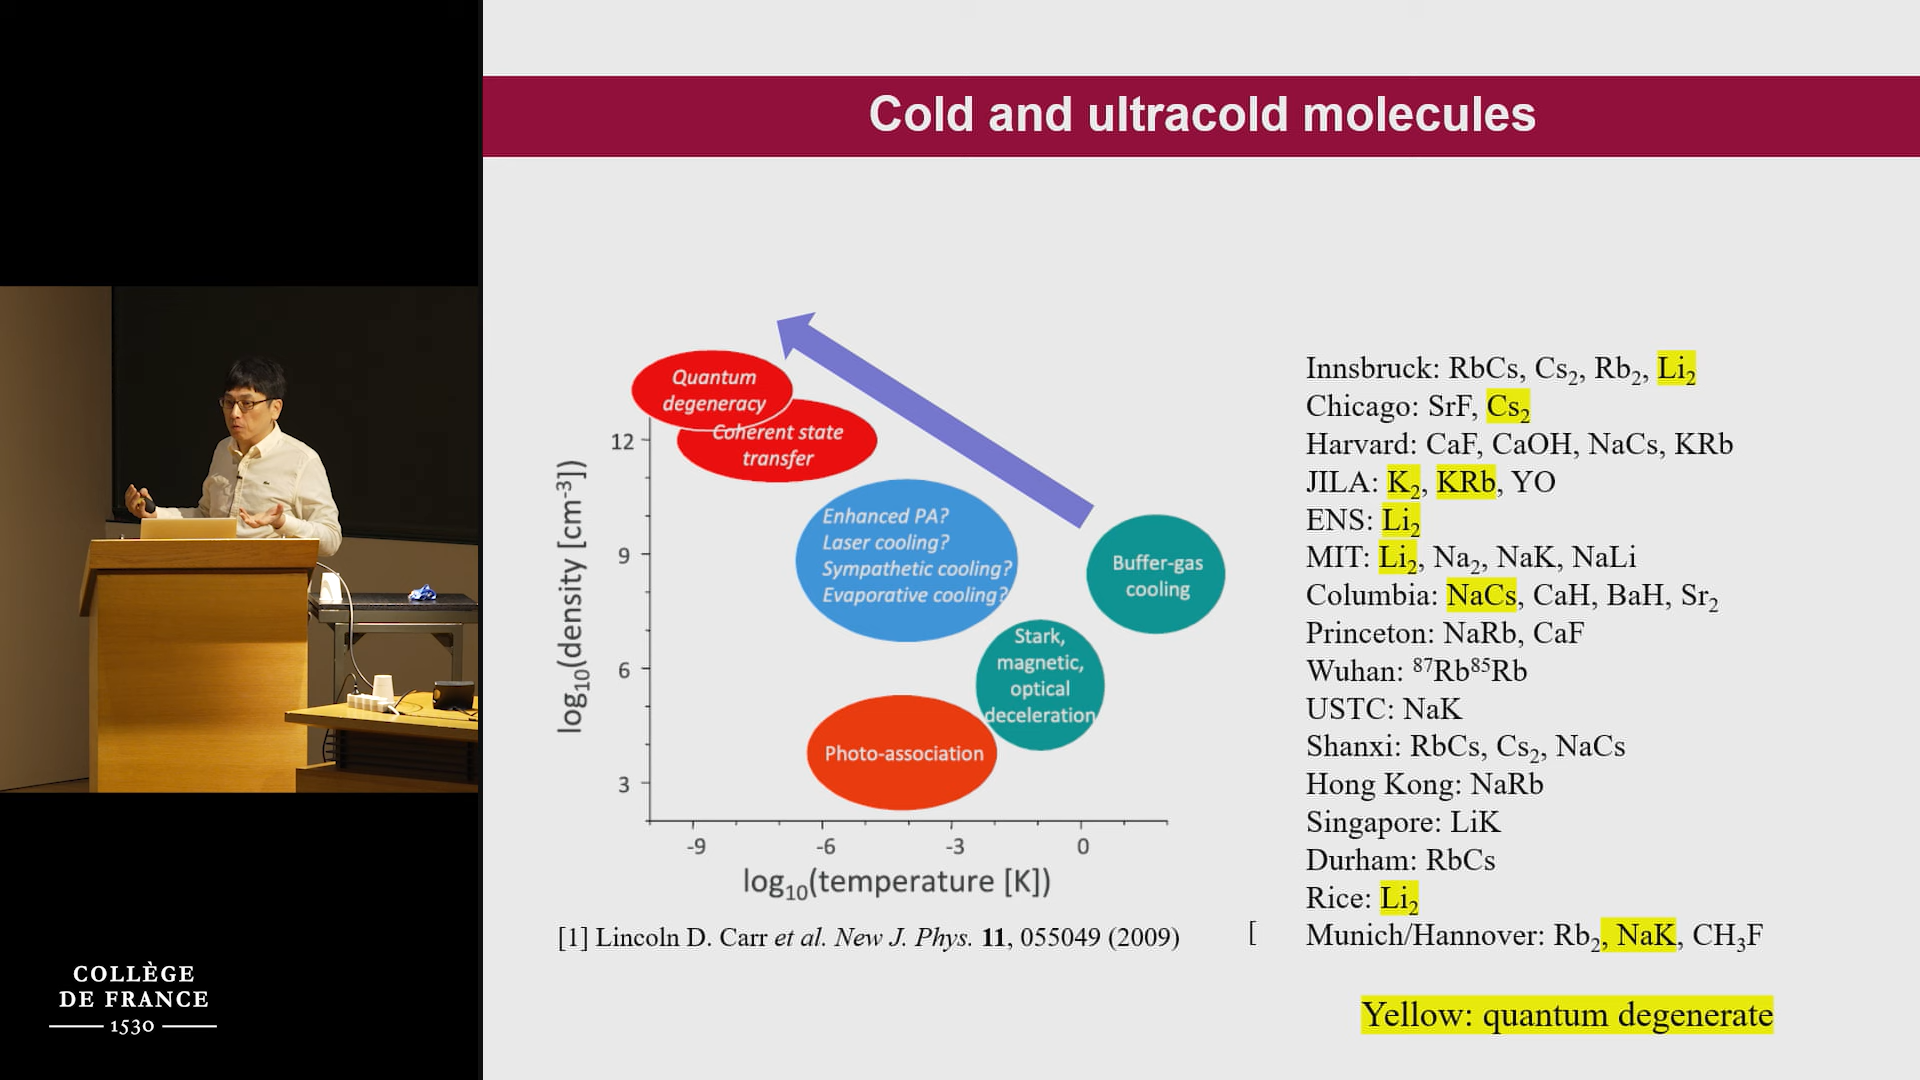 Cold and ultracold molecules
Quantum
degeneracy
Coherent state
transfer
Enhanced PA?
Laser cooling?
Sympathetic cooling?
Evaporative cooling?
Buffer-gas
cooling
Stark,
magnetic,
optical
deceleration
Photo-association
12
9
6
3
log₁₀(density [cm⁻³])
-9 -6 -3 0
log₁₀(temperature [K])
[1] Lincoln D. Carr et al. New J. Phys. 11, 055049 (2009)
[
Innsbruck: RbCs, Cs₂, Rb₂, Li₂
Chicago: SrF, Cs₂
Harvard: CaF, CaOH, NaCs, KRb
JILA: K₂, KRb, YO
ENS: Li₂
MIT: Li₂, Na₂, NaK, NaLi
Columbia: NaCs, CaH, BaH, Sr₂
Princeton: NaRb, CaF
Wuhan: ⁸⁷Rb⁸⁵Rb
USTC: NaK
Shanxi: RbCs, Cs₂, NaCs
Hong Kong: NaRb
Singapore: LiK
Durham: RbCs
Rice: Li₂
Munich/Hannover: Rb₂, NaK, CH₃F
Yellow: quantum degenerate
COLLÈGE
DE FRANCE
1530